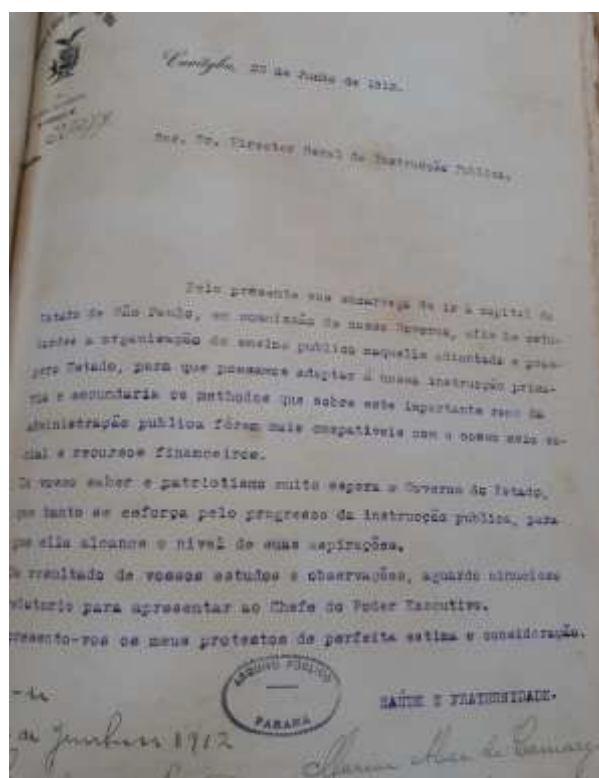 Curityba, 20 de Junho de 1912.
Snr. Dr. Director Geral da Instrucção Publica.
Pelo presente vos encarrego de ir á capital do
Estado de São Paulo, em commissão do nosso Governo, afim de estu-
dardes a organisação do ensino publico naquelle adiantado e pros-
pero Estado, para que possamos adaptar á nossa instrucção prima-
ria e secundaria os methodos que sobre este importante ramo da
administração publica fôrem mais compativeis com o nosso meio so-
cial e recursos financeiros.
Do vosso saber e patriotismo muito espera o Governo do Estado,
que tanto se esforça pelo progresso da instrucção publica, para
que ella alcance o nivel de suas aspirações.
Do resultado de vossos estudos e observações, aguardo minucioso
relatorio para apresentar ao Chefe do Poder Executivo.
presento-vos os meus protestos de perfeita estima e consideração.
SAÚDE E FRATERNIDADE.
ARQUIVO PÚBLICO
PARANÁ
de Junho 1912
de Camargo